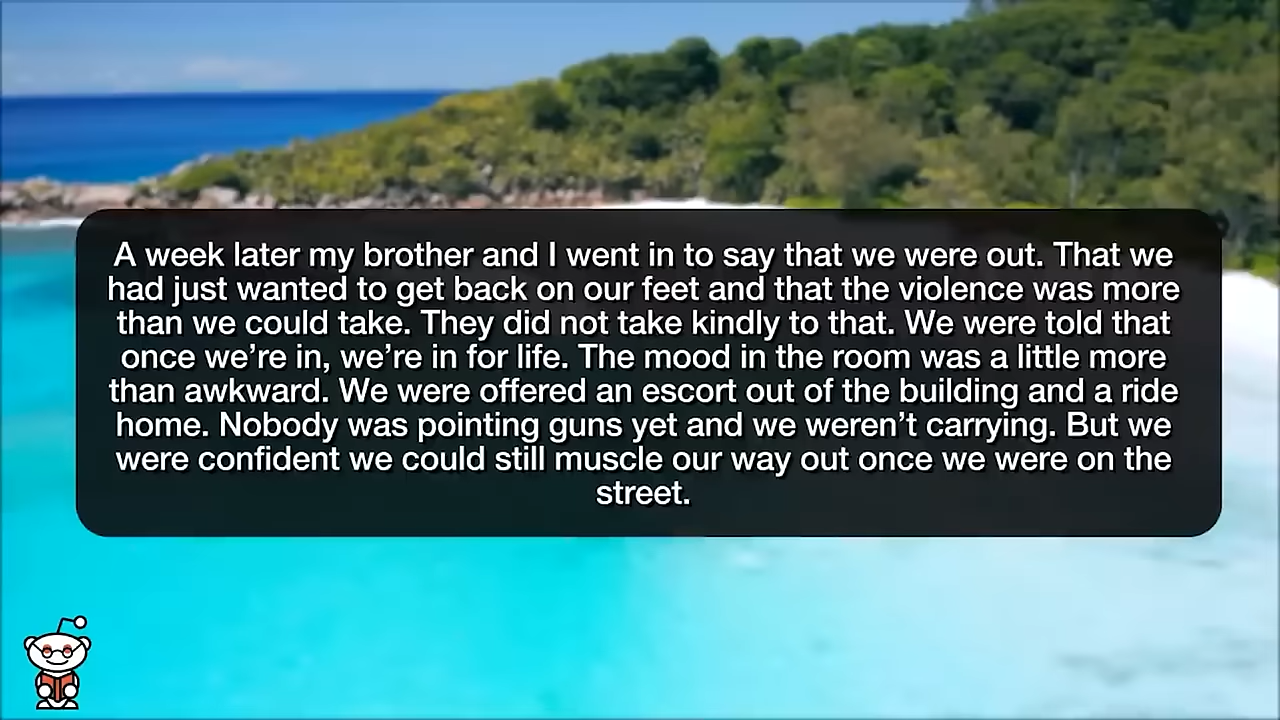 A week later my brother and I went in to say that we were out. That we
had just wanted to get back on our feet and that the violence was more
than we could take. They did not take kindly to that. We were told that
once we’re in, we’re in for life. The mood in the room was a little more
than awkward. We were offered an escort out of the building and a ride
home. Nobody was pointing guns yet and we weren’t carrying. But we
were confident we could still muscle our way out once we were on the
street.